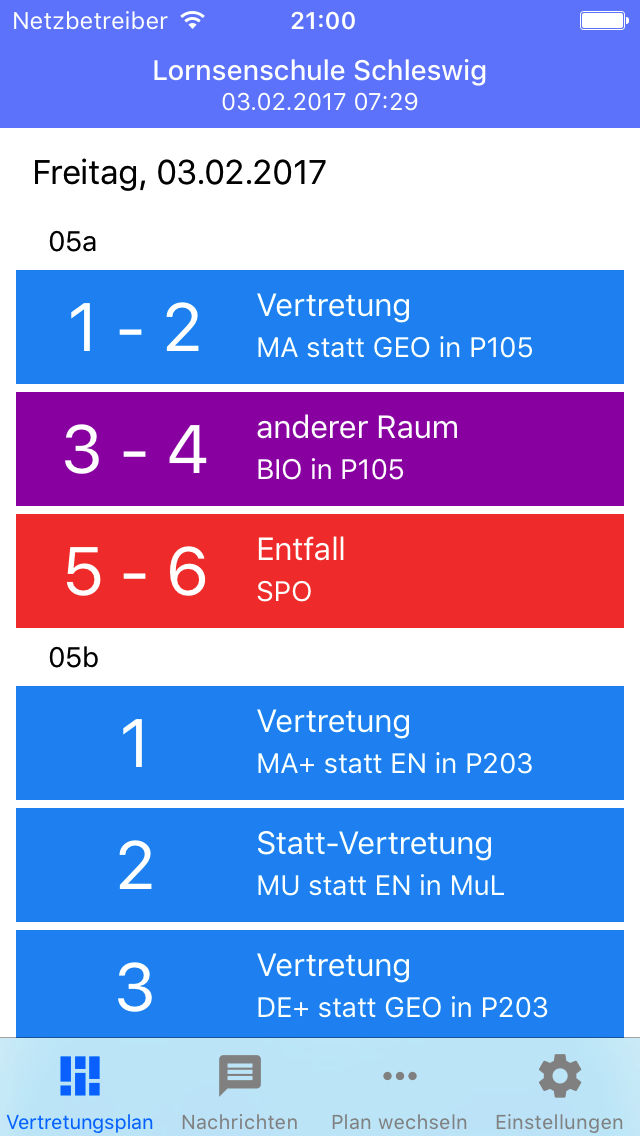 Netzbetreiber 21:00
Lornsenschule Schleswig
03.02.2017 07:29
Freitag, 03.02.2017
05a
1 - 2
Vertretung
MA statt GEO in P105
3 - 4
anderer Raum
BIO in P105
5 - 6
Entfall
SPO
05b
1
Vertretung
MA+ statt EN in P203
2
Statt-Vertretung
MU statt EN in MuL
3
Vertretung
DE+ statt GEO in P203
Vertretungsplan Nachrichten Plan wechseln Einstellungen